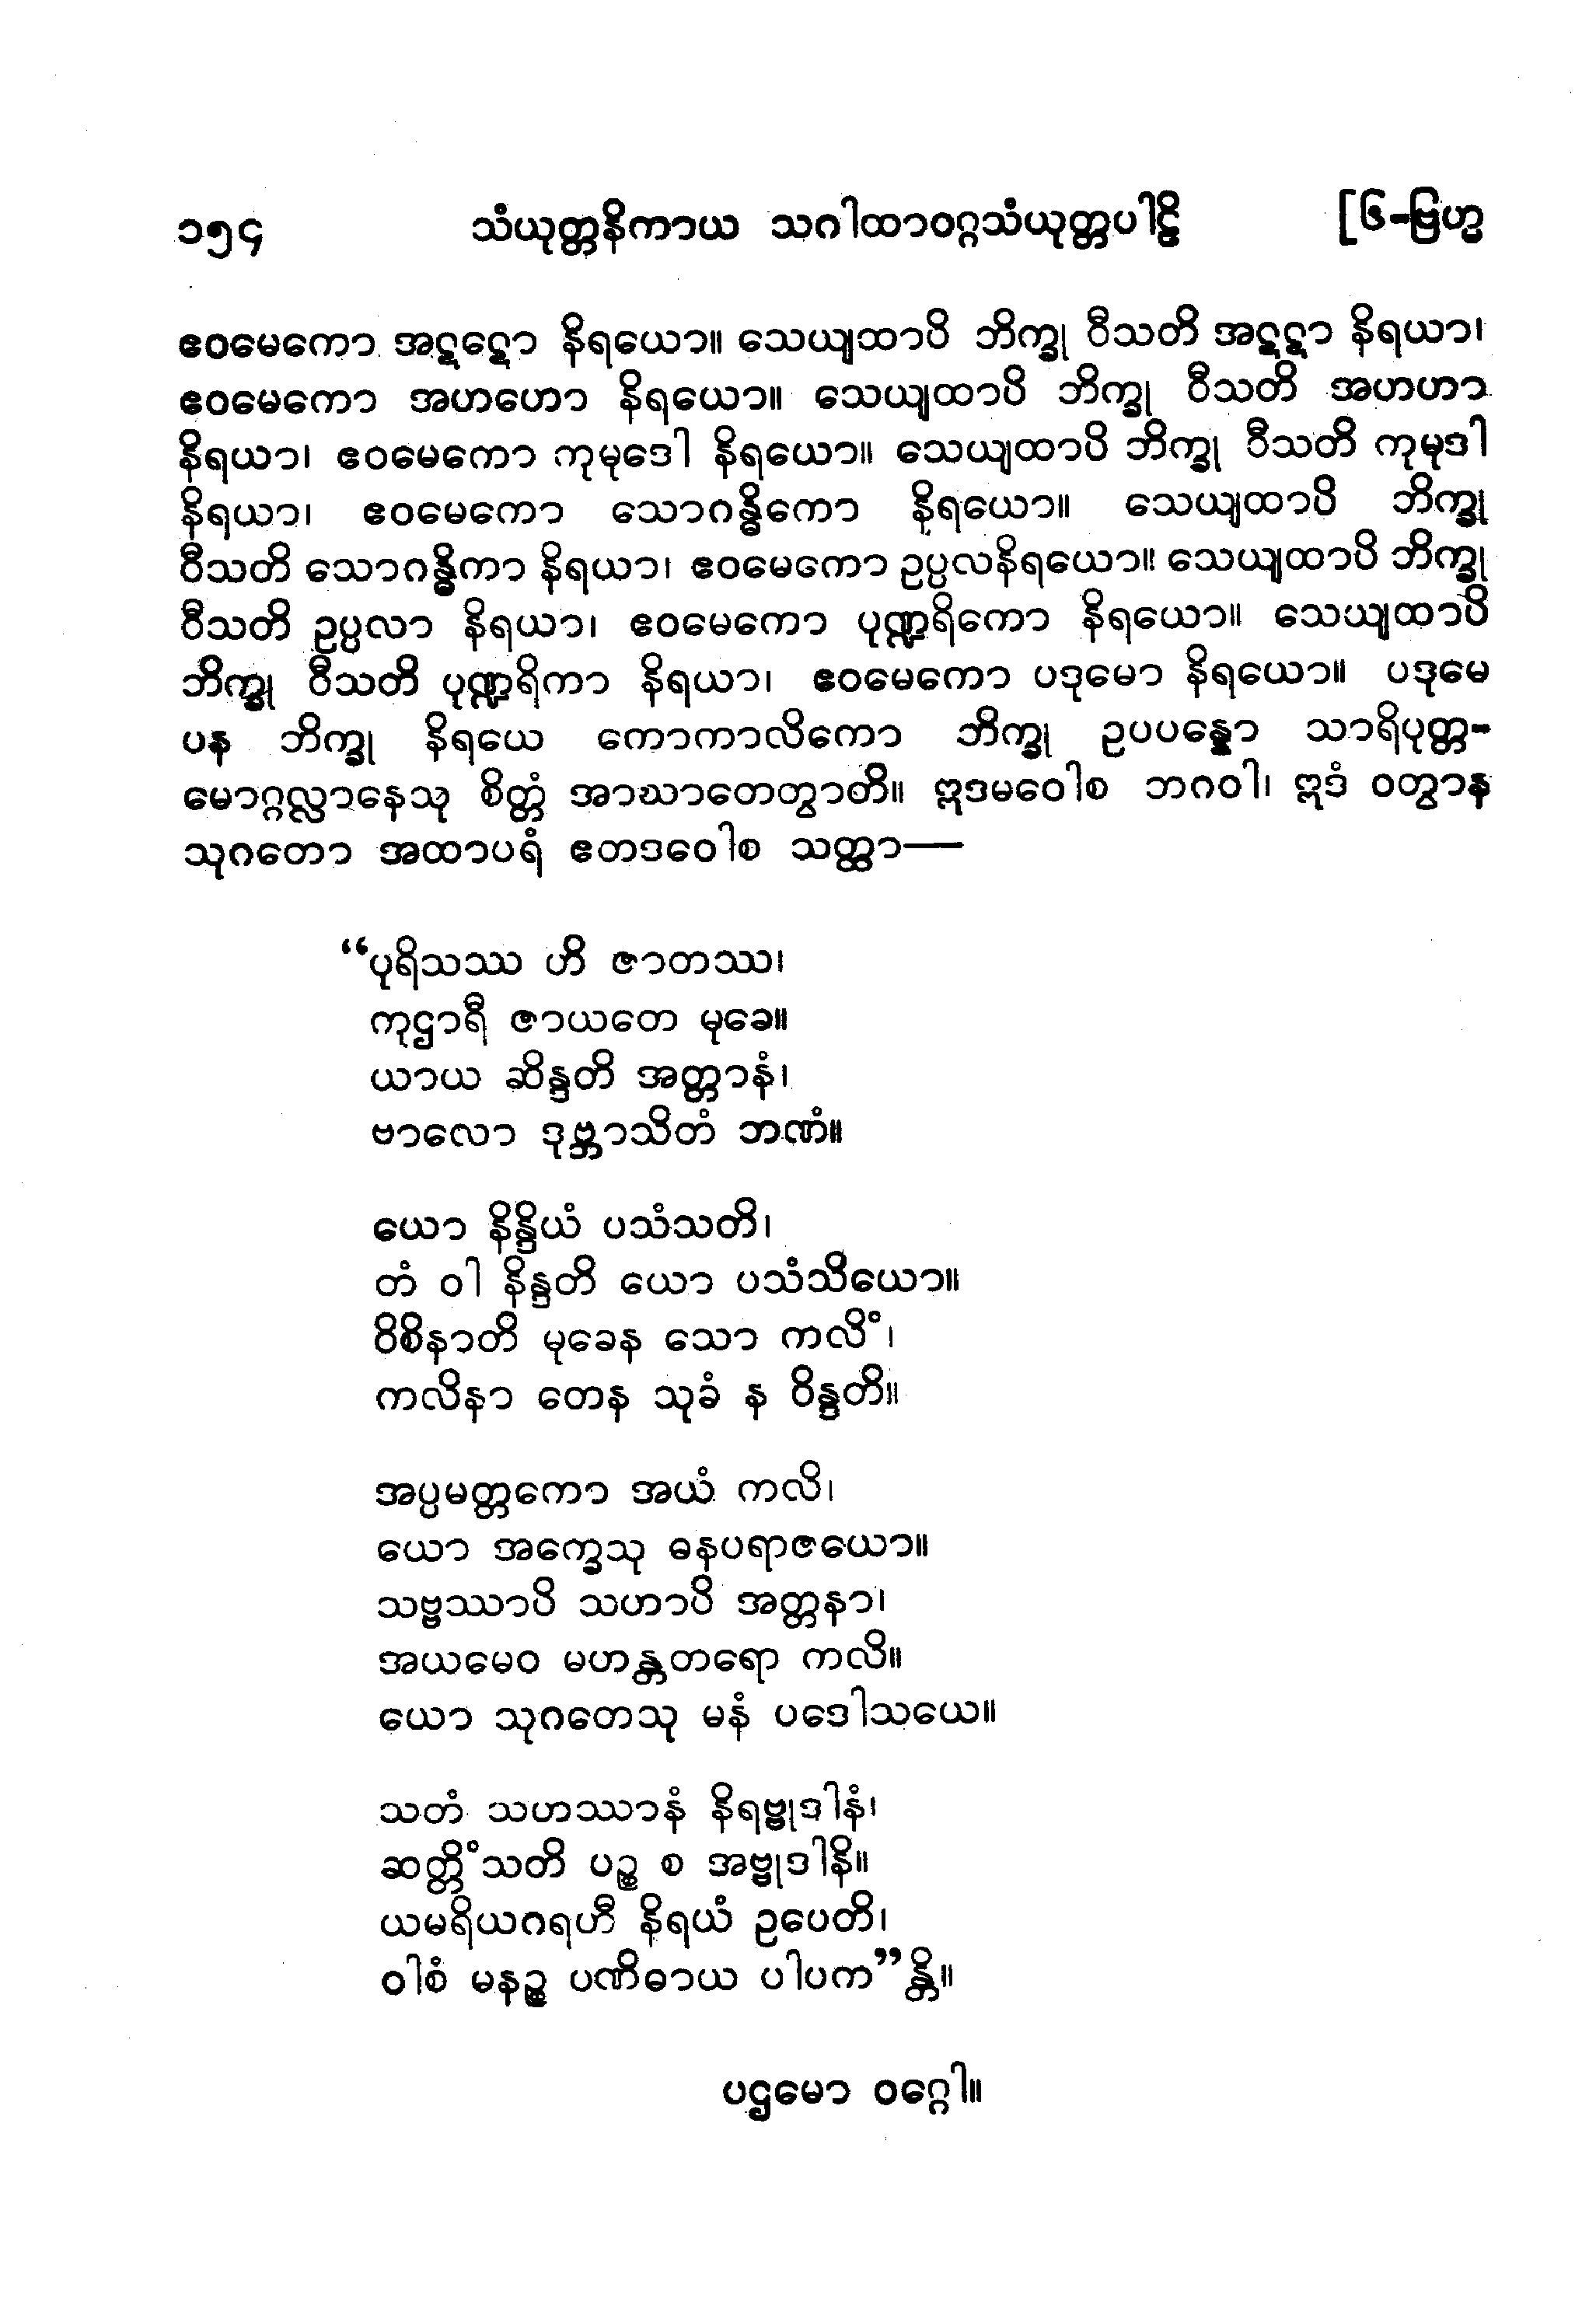 ၁၅၄ သံယုတ္တနိကာယ သဂါထာဝဂ္ဂသံယုတ္တပါဠိ [၆-ဗြဟ္မ
ဧဝမေကော အဋဋော နိရယော။ သေယျထာပိ ဘိက္ခု ဝီသတိ အဋဋာ နိရယာ၊
ဧဝမေကော အဟဟော နိရယော။ သေယျထာပိ ဘိက္ခု ဝီသတိ အဟဟာ
နိရယာ၊ ဧဝမေကော ကုမုဒေါ နိရယော။ သေယျထာပိ ဘိက္ခု ဝီသတိ ကုမုဒါ
နိရယာ၊ ဧဝမေကော သောဂန္ဓိကော နိရယော။ သေယျထာပိ ဘိက္ခု
ဝီသတိ သောဂန္ဓိကာ နိရယာ၊ ဧဝမေကော ဥပ္ပလနိရယော။ သေယျထာပိ ဘိက္ခု
ဝီသတိ ဥပ္ပလာ နိရယာ၊ ဧဝမေကော ပုဏ္ဍရိကော နိရယော။ သေယျထာပိ
ဘိက္ခု ဝီသတိ ပုဏ္ဍရိကာ နိရယာ၊ ဧဝမေကော ပဒုမော နိရယော။ ပဒုမေ
ပန ဘိက္ခု နိရယေ ကောကာလိကော ဘိက္ခု ဥပပန္နော သာရိပုတ္တ-
မောဂ္ဂလ္လာနေသု စိတ္တံ အာဃာတေတွာတိ။ ဣဒမဝေါစ ဘဂဝါ၊ ဣဒံ ဝတွာန
သုဂတော အထာပရံ ဧတဒဝေါစ သတ္ထာ—
“ပုရိသဿ ဟိ ဇာတဿ၊
ကုဌာရီ ဇာယတေ မုခေ။
ယာယ ဆိန္ဒတိ အတ္တာနံ၊
ဗာလော ဒုဗ္ဘာသိတံ ဘဏံ။
ယော နိန္ဒိယံ ပသံသတိ၊
တံ ဝါ နိန္ဒတိ ယော ပသံသိယော။
ဝိစိနာတိ မုခေန သော ကလိံ၊
ကလိနာ တေန သုခံ န ဝိန္ဒတိ။
အပ္ပမတ္တကော အယံ ကလိ၊
ယော အက္ခေသု ဓနပရာဇယော။
သဗ္ဗဿာပိ သဟာပိ အတ္တနာ၊
အယမေဝ မဟန္တတရော ကလိ။
ယော သုဂတေသု မနံ ပဒေါသယေ။
သတံ သဟဿာနံ နိရဗ္ဗုဒါနံ၊
ဆတ္တိံသတိ ပဉ္စ စ အဗ္ဗုဒါနိ။
ယမရိယဂရဟီ နိရယံ ဥပေတိ၊
ဝါစံ မနဉ္စ ပဏိဓာယ ပါပက”န္တိ။
ပဌမော ဝဂ္ဂေါ။